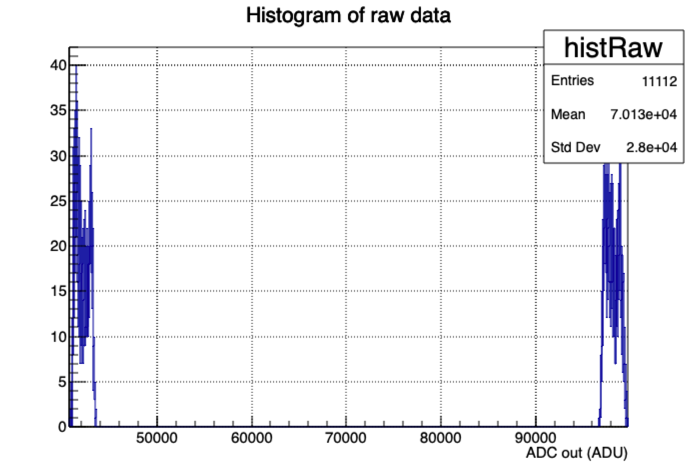 Histogram of raw data
histRaw
Entries 11112
Mean 7.013e+04
Std Dev 2.8e+04
40
35
30
25
20
15
10
5
0
50000 60000 70000 80000 90000
ADC out (ADU)